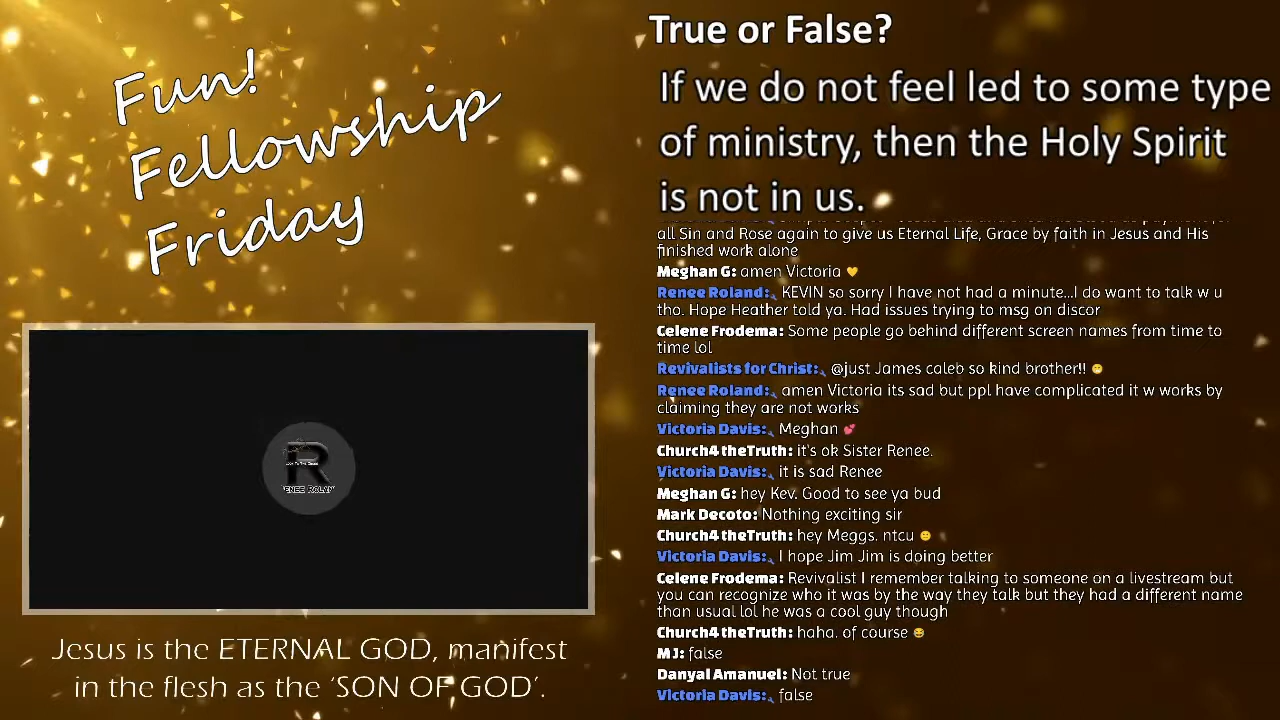 Fun!
Fellowship
Friday
RENEE ROLAN
Jesus is the ETERNAL GOD, manifest
in the flesh as the ‘SON OF GOD’.
True or False?
If we do not feel led to some type
of ministry, then the Holy Spirit
is not in us.
all Sin and Rose again to give us Eternal Life, Grace by faith in Jesus and His
finished work alone
Meghan G: amen Victoria 💛
Renee Roland: KEVIN so sorry I have not had a minute...I do want to talk w u
tho. Hope Heather told ya. Had issues trying to msg on discor
Celene Frodema: Some people go behind different screen names from time to
time lol
Revivalists for Christ: @just James caleb so kind brother!! 😁
Renee Roland: amen Victoria its sad but ppl have complicated it w works by
claiming they are not works
Victoria Davis: Meghan 💕
Church4theTruth: it's ok Sister Renee.
Victoria Davis: it is sad Renee
Meghan G: hey Kev. Good to see ya bud
Mark Decoto: Nothing exciting sir
Church4theTruth: hey Meggs. ntcu 🙂
Victoria Davis: I hope Jim Jim is doing better
Celene Frodema: Revivalist I remember talking to someone on a livestream but
you can recognize who it was by the way they talk but they had a different name
than usual lol he was a cool guy though
Church4theTruth: haha. of course 😂
M J: false
Danyal Amanuel: Not true
Victoria Davis: false